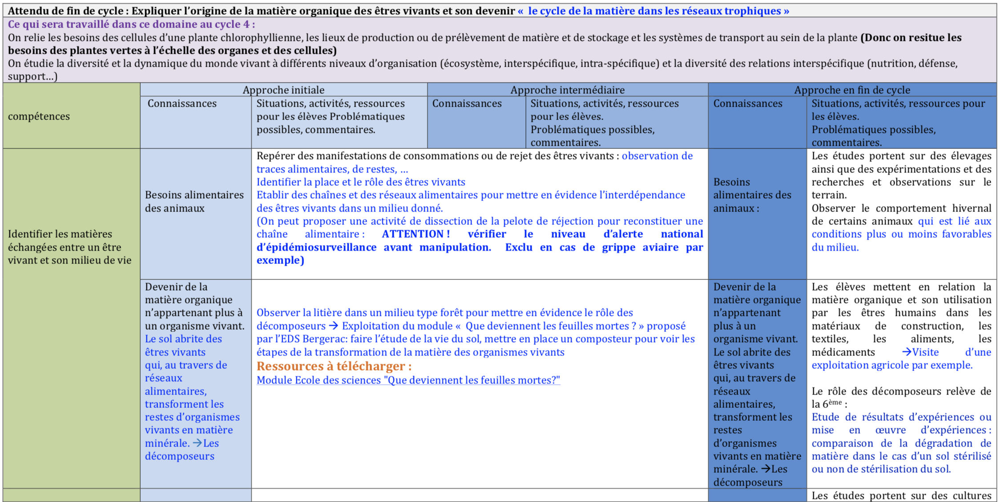 Attendu de fin de cycle : Expliquer l’origine de la matière organique des êtres vivants et son devenir «  le cycle de la matière dans les réseaux trophiques »
Ce qui sera travaillé dans ce domaine au cycle 4 :
On relie les besoins des cellules d’une plante chlorophyllienne, les lieux de production ou de prélèvement de matière et de stockage et les systèmes de transport au sein de la plante (Donc on resitue les
besoins des plantes vertes à l’échelle des organes et des cellules)
On étudie la diversité et la dynamique du monde vivant à différents niveaux d’organisation (écosystème, interspécifique, intra-spécifique) et la diversité des relations interspécifique (nutrition, défense,
support…)
compétences
Approche initiale
Approche intermédiaire
Approche en fin de cycle
Connaissances
Situations, activités, ressources
pour les élèves Problématiques
possibles, commentaires.
Connaissances
Situations, activités, ressources
pour les élèves.
Problématiques possibles,
commentaires.
Connaissances
Situations, activités, ressources pour
les élèves.
Problématiques possibles,
commentaires.
Identifier les matières
échangées entre un être
vivant et son milieu de vie
Besoins alimentaires
des animaux
Repérer des manifestations de consommations ou de rejet des êtres vivants : observation de
traces alimentaires, de restes, …
Identifier la place et le rôle des êtres vivants
Etablir des chaînes et des réseaux alimentaires pour mettre en évidence l’interdépendance
des êtres vivants dans un milieu donné.
(On peut proposer une activité de dissection de la pelote de réjection pour reconstituer une
chaîne alimentaire : ATTENTION ! vérifier le niveau d’alerte national
d’épidémiosurveillance avant manipulation.  Exclu en cas de grippe aviaire par
exemple)
Besoins
alimentaires des
animaux :
Les études portent sur des élevages
ainsi que des expérimentations et des
recherches et observations sur le
terrain.
Observer le comportement hivernal
de certains animaux qui est lié aux
conditions plus ou moins favorables
du milieu.
Devenir de la
matière organique
n’appartenant plus à
un organisme vivant.
Le sol abrite des
êtres vivants
qui, au travers de
réseaux
alimentaires,
transforment les
restes d’organismes
vivants en matière
minérale. →Les
décomposeurs
Observer la litière dans un milieu type forêt pour mettre en évidence le rôle des
décomposeurs → Exploitation du module «  Que deviennent les feuilles mortes ? » proposé
par l’EDS Bergerac: faire l’étude de la vie du sol, mettre en place un composteur pour voir les
étapes de la transformation de la matière des organismes vivants
Ressources à télécharger :
Module Ecole des sciences "Que deviennent les feuilles mortes?"
Devenir de la
matière organique
n’appartenant
plus à un
organisme vivant.
Le sol abrite des
êtres vivants
qui, au travers de
réseaux
alimentaires,
transforment les
restes
d’organismes
vivants en matière
minérale. →Les
décomposeurs
Les élèves mettent en relation la
matière organique et son utilisation
par les êtres humains dans les
matériaux de construction, les
textiles, les aliments, les
médicaments →Visite d’une
exploitation agricole par exemple.
Le rôle des décomposeurs relève de
la 6ème :
Etude de résultats d’expériences ou
mise en œuvre d’expériences :
comparaison de la dégradation de
matière dans le cas d’un sol stérilisé
ou non de stérilisation du sol.
Les études portent sur des cultures